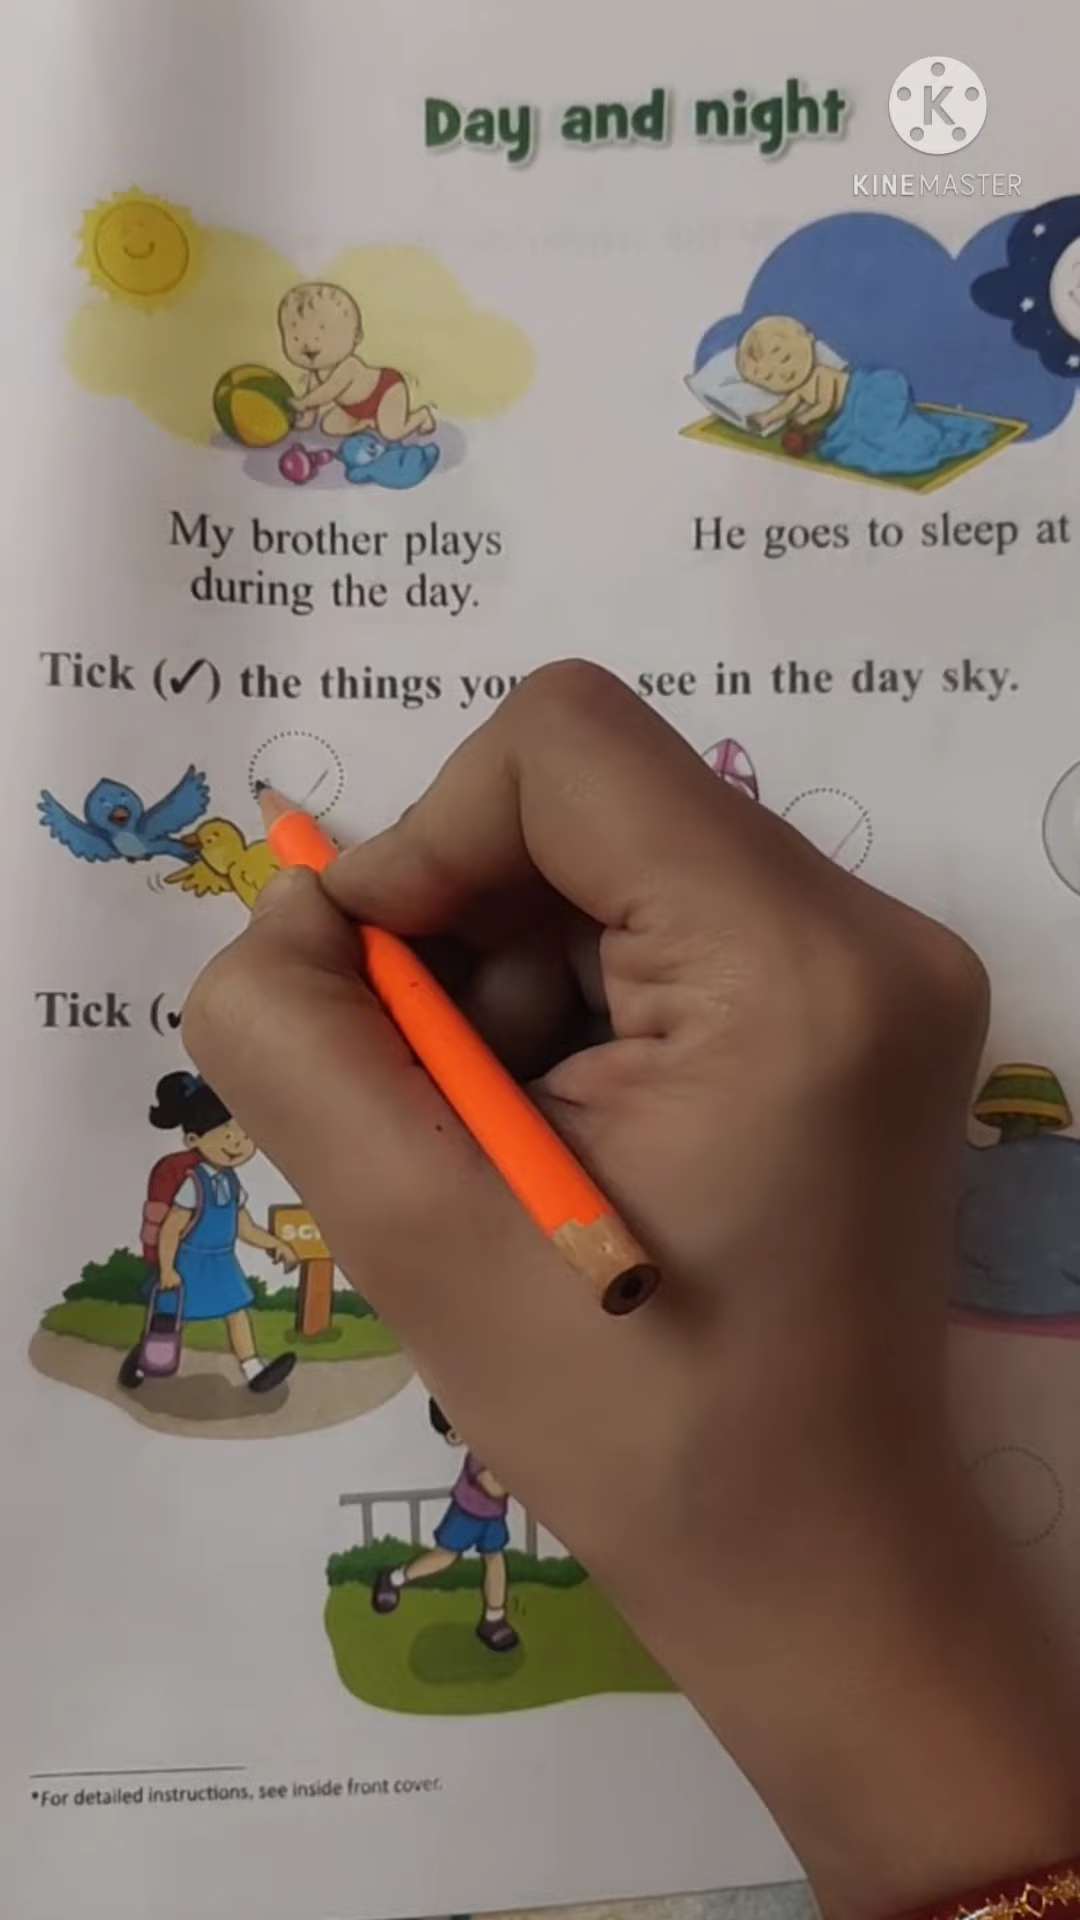 Day and night
KINEMASTER
My brother plays
during the day.
He goes to sleep at
Tick (✓) the things see in the day sky.
Tick (✓
*For detailed instructions, see inside front cover.